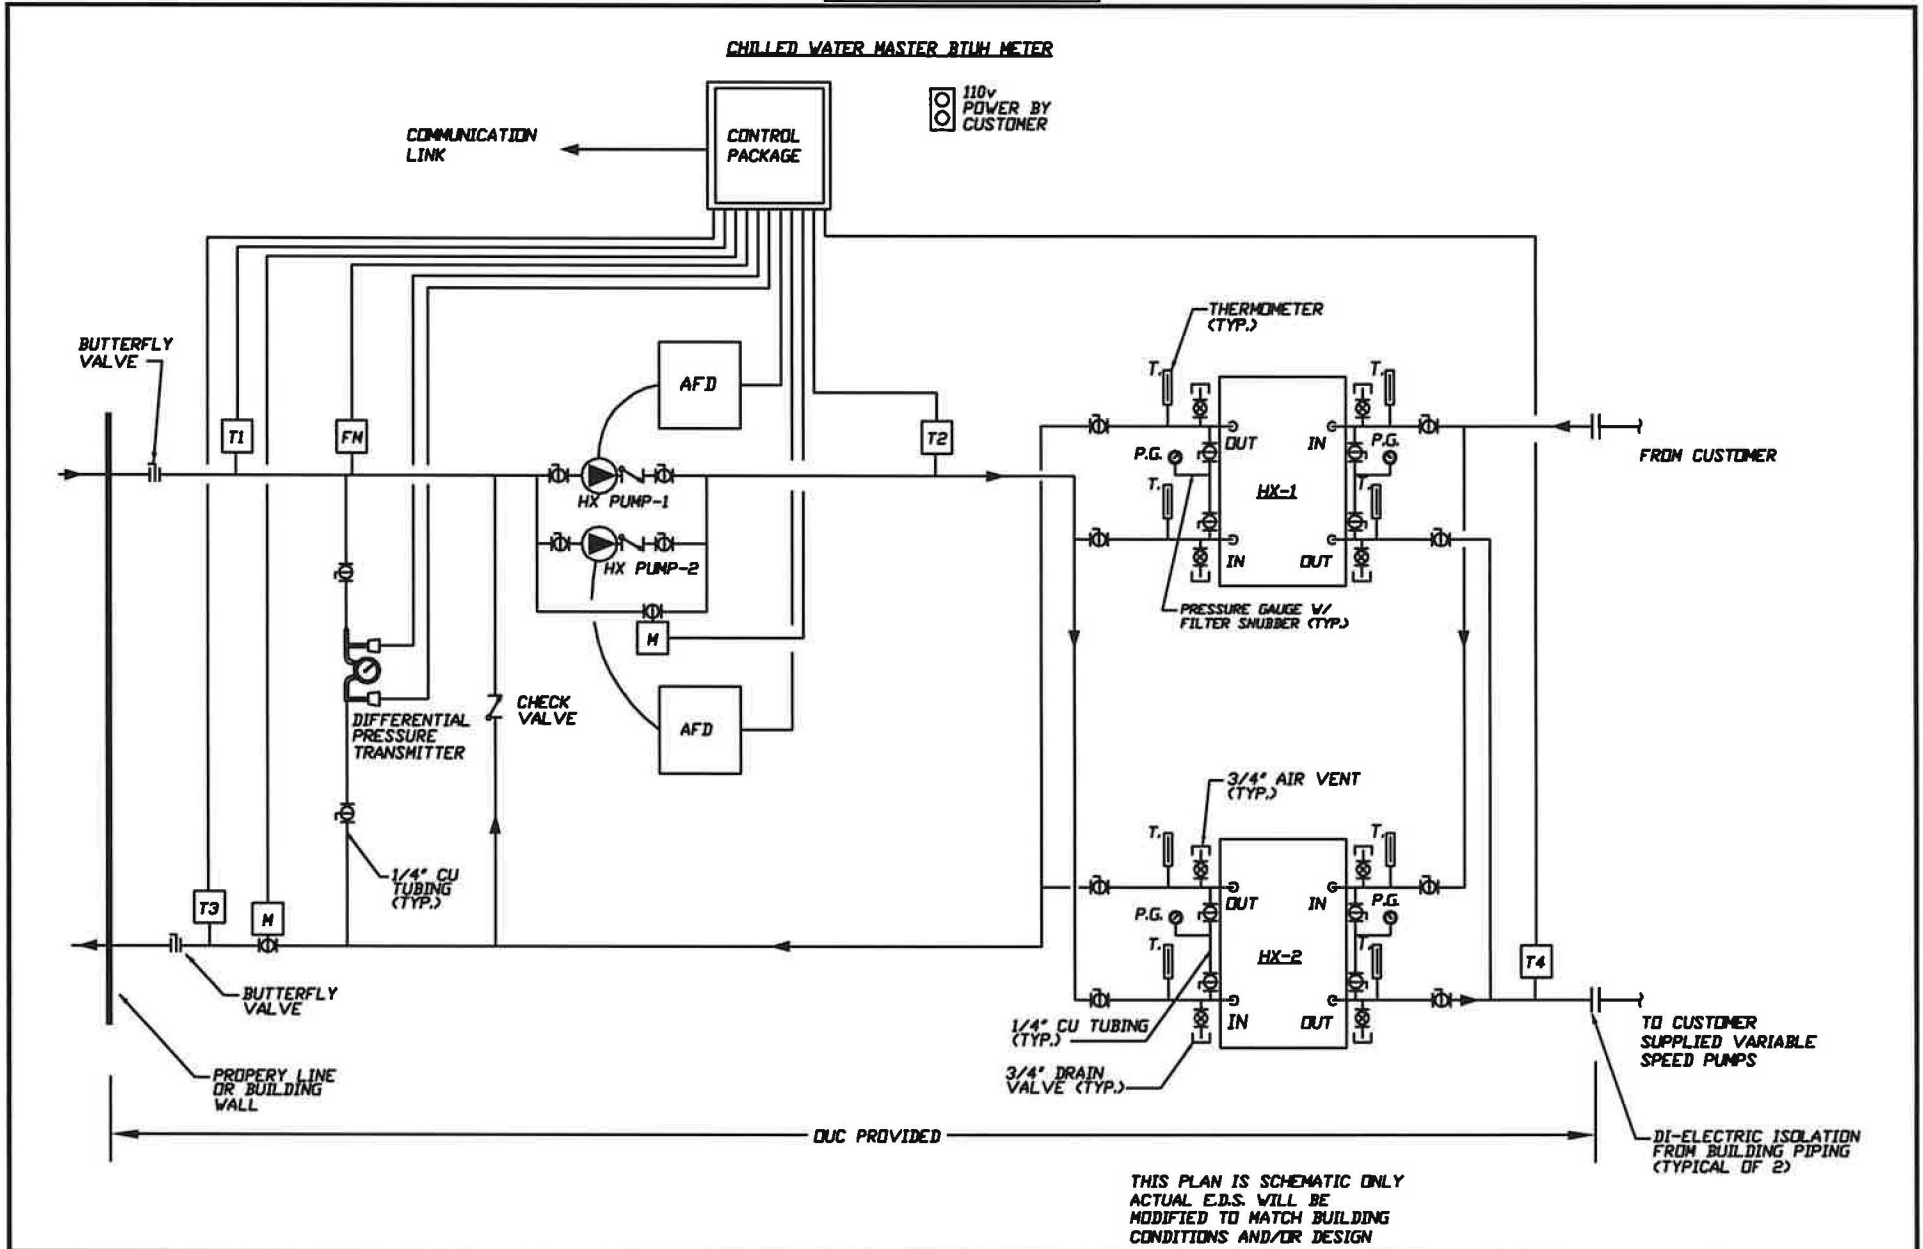 CHILLED WATER MASTER BTUH METER
110v
POWER BY
CUSTOMER
COMMUNICATION
LINK
CONTROL
PACKAGE
THERMOMETER
(TYP.)
BUTTERFLY
VALVE
AFD
T.
T.
T1
FM
T2
OUT
IN
P.G.
P.G.
FROM CUSTOMER
HX PUMP-1
T.
T.
HX-1
HX PUMP-2
IN
OUT
PRESSURE GAUGE W/
FILTER SNUBBER (TYP.)
M
CHECK
VALVE
DIFFERENTIAL
PRESSURE
TRANSMITTER
AFD
3/4" AIR VENT
(TYP.)
T.
T.
1/4" CU
TUBING
(TYP.)
T3
M
OUT
IN
P.G.
P.G.
T.
T.
HX-2
T4
BUTTERFLY
VALVE
1/4" CU TUBING
(TYP.)
IN
OUT
TO CUSTOMER
SUPPLIED VARIABLE
SPEED PUMPS
3/4" DRAIN
VALVE (TYP.)
PROPERY LINE
OR BUILDING
WALL
OUC PROVIDED
DI-ELECTRIC ISOLATION
FROM BUILDING PIPING
(TYPICAL OF 2)
THIS PLAN IS SCHEMATIC ONLY
ACTUAL E.D.S. WILL BE
MODIFIED TO MATCH BUILDING
CONDITIONS AND/OR DESIGN